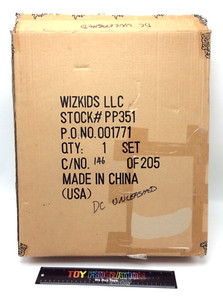 WIZKIDS LLC
STOCK# PP351
P.O.NO.001771
QTY: 1 SET
C/NO. 146 OF 205
MADE IN CHINA
(USA)
DC
TOY